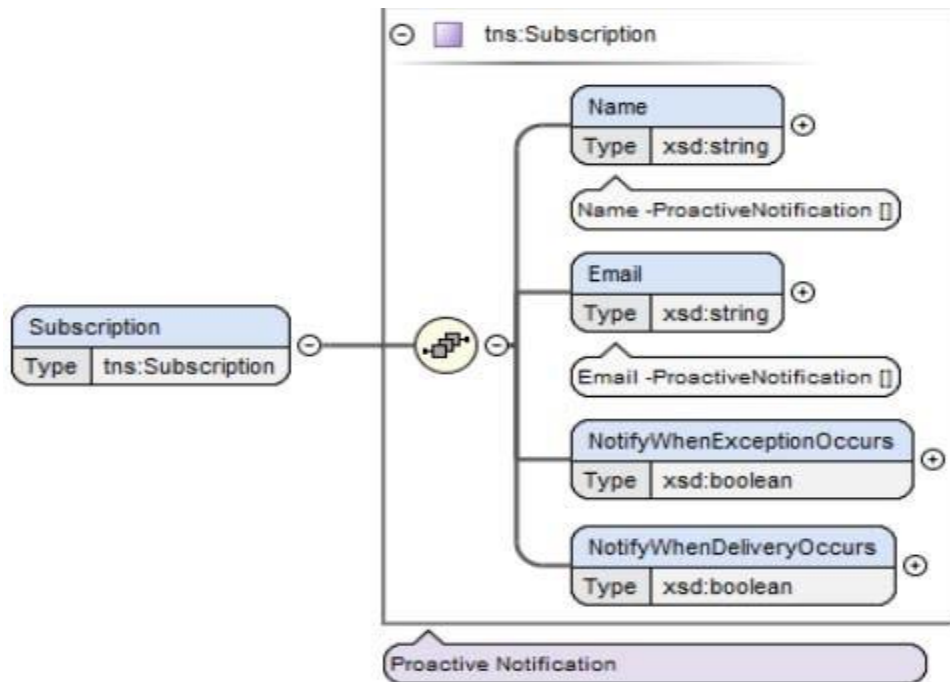 tns:Subscription
Name
Type xsd:string
Name -ProactiveNotification []
Email
Type xsd:string
Email -ProactiveNotification []
Subscription
Type tns:Subscription
NotifyWhenExceptionOccurs
Type xsd:boolean
NotifyWhenDeliveryOccurs
Type xsd:boolean
Proactive Notification